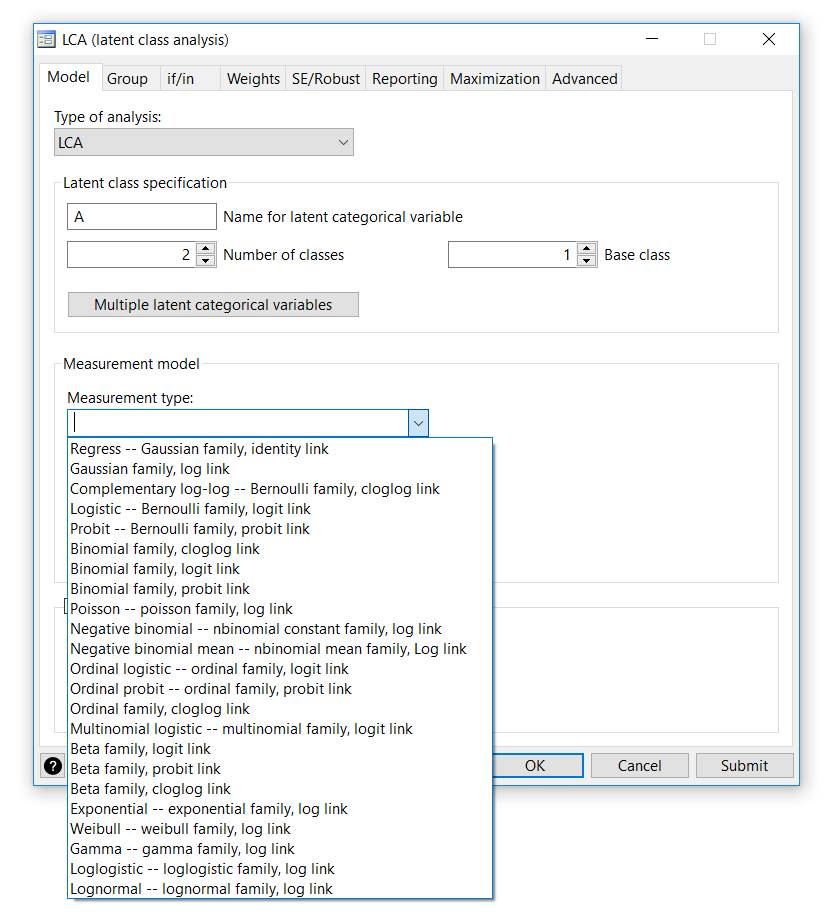 LCA (latent class analysis)
Model Group if/in Weights SE/Robust Reporting Maximization Advanced
Type of analysis:
LCA
Latent class specification
A Name for latent categorical variable
2 Number of classes 1 Base class
Multiple latent categorical variables
Measurement model
Measurement type:
Regress -- Gaussian family, identity link
Gaussian family, log link
Complementary log-log -- Bernoulli family, cloglog link
Logistic -- Bernoulli family, logit link
Probit -- Bernoulli family, probit link
Binomial family, cloglog link
Binomial family, logit link
Binomial family, probit link
Poisson -- poisson family, log link
Negative binomial -- nbinomial constant family, log link
Negative binomial mean -- nbinomial mean family, Log link
Ordinal logistic -- ordinal family, logit link
Ordinal probit -- ordinal family, probit link
Ordinal family, cloglog link
Multinomial logistic -- multinomial family, logit link
Beta family, logit link
Beta family, probit link
Beta family, cloglog link
Exponential -- exponential family, log link
Weibull -- weibull family, log link
Gamma -- gamma family, log link
Loglogistic -- loglogistic family, log link
Lognormal -- lognormal family, log link
? OK Cancel Submit